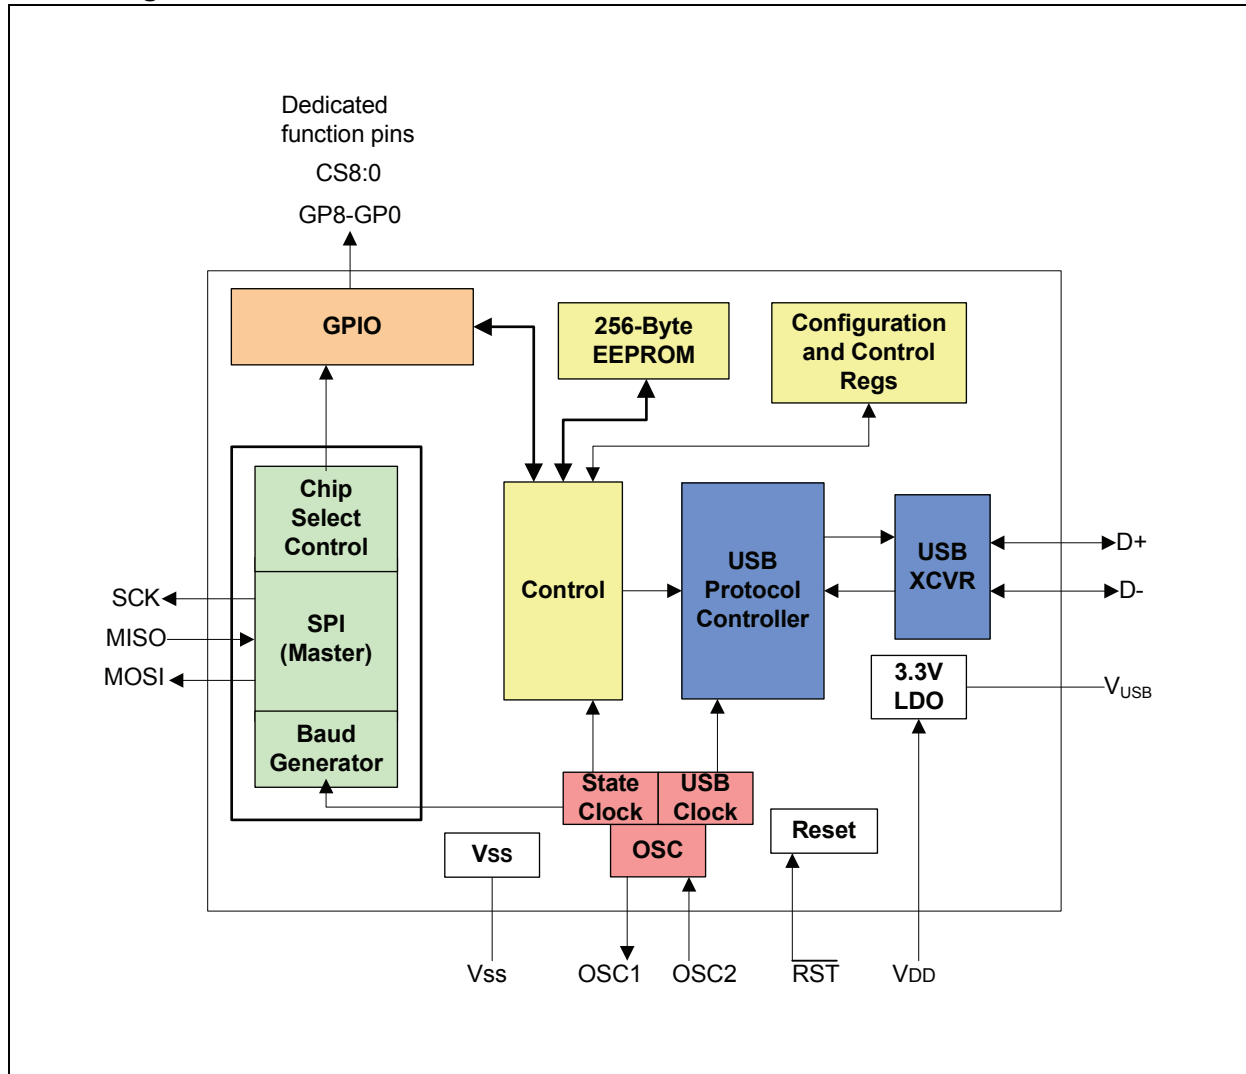 Dedicated
function pins
CS8:0
GP8-GP0
GPIO
256-Byte
EEPROM
Configuration
and Control
Regs
Chip
Select
Control
SPI
(Master)
Baud
Generator
SCK
MISO
MOSI
Control
USB
Protocol
Controller
USB
XCVR
D+
D-
3.3V
LDO
VUSB
State
Clock
USB
Clock
OSC
Reset
Vss
Vss
OSC1
OSC2
RST
VDD